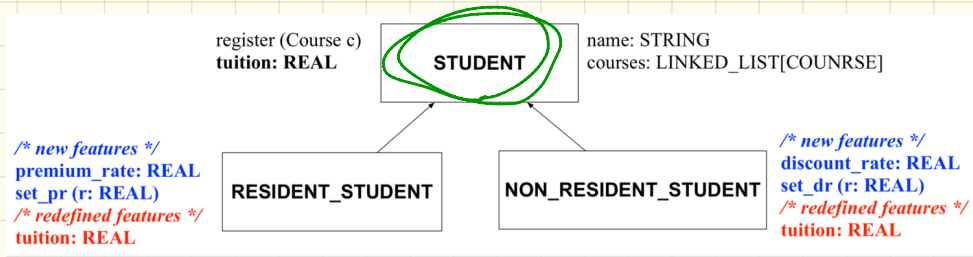 register (Course c)
tuition: REAL
STUDENT
name: STRING
courses: LINKED_LIST[COUNRSE]
/* new features */
premium_rate: REAL
set_pr (r: REAL)
/* redefined features */
tuition: REAL
RESIDENT_STUDENT
NON_RESIDENT_STUDENT
/* new features */
discount_rate: REAL
set_dr (r: REAL)
/* redefined features */
tuition: REAL